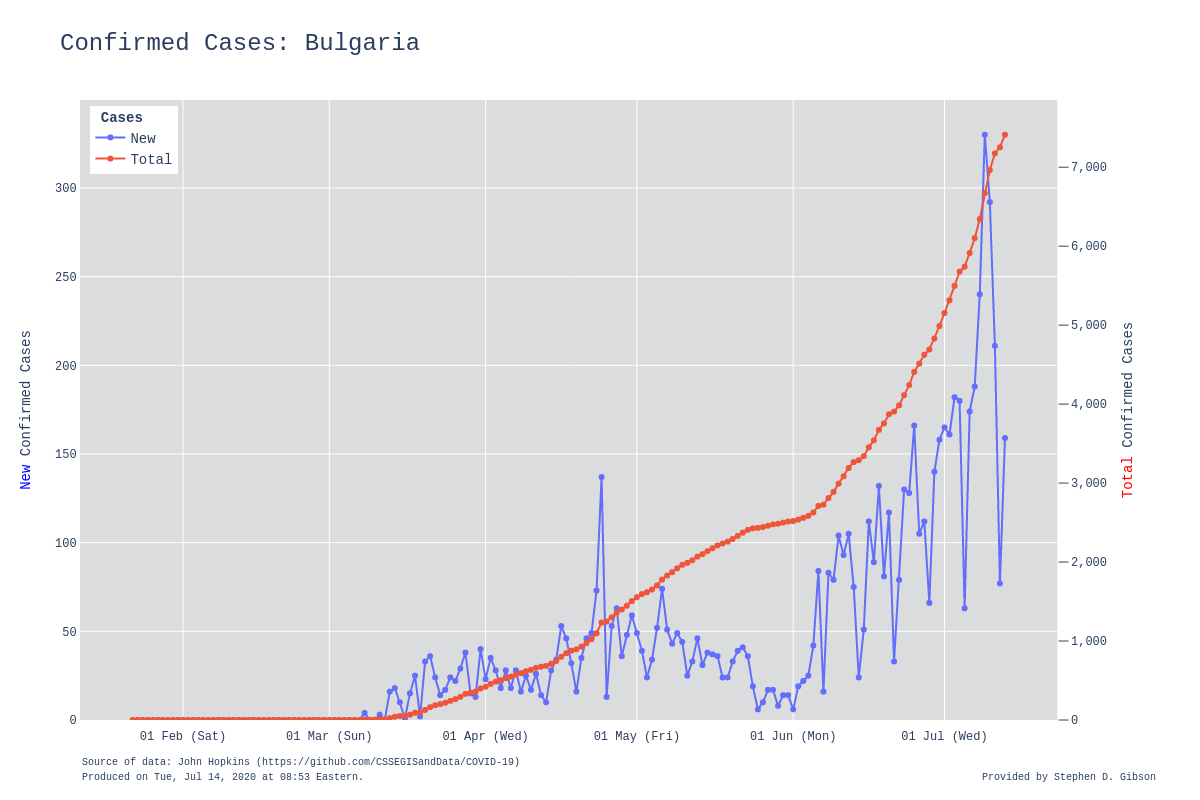 Confirmed Cases: Bulgaria
Cases
New
Total
New Confirmed Cases
300
250
200
150
100
50
0
7,000
6,000
5,000
4,000
3,000
2,000
1,000
0
Total Confirmed Cases
01 Feb (Sat) 01 Mar (Sun) 01 Apr (Wed) 01 May (Fri) 01 Jun (Mon) 01 Jul (Wed)
Source of data: John Hopkins (https://github.com/CSSEGISandData/COVID-19)
Produced on Tue, Jul 14, 2020 at 08:53 Eastern.
Provided by Stephen D. Gibson